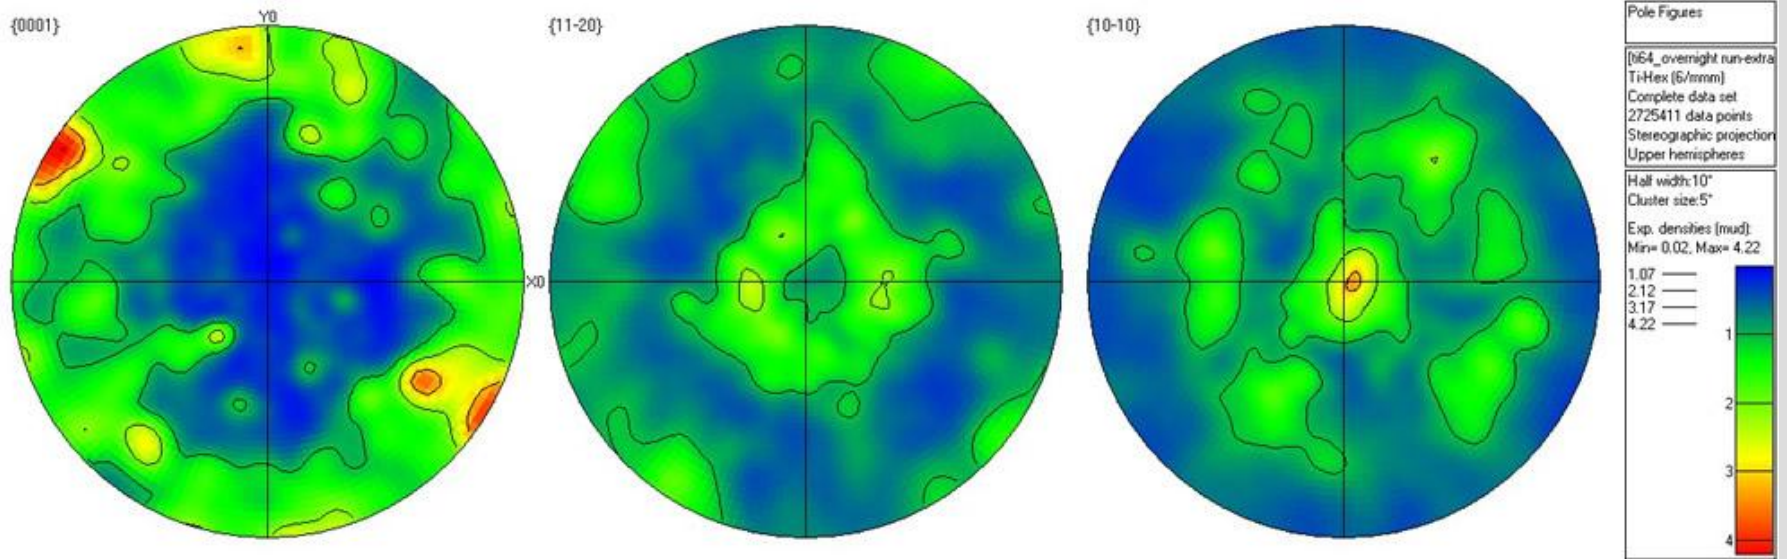 {0001}
Y0
X0
{11-20}
{10-10}
Pole Figures
[ti64_overnight run-extra
Ti-Hex (6/mmm)
Complete data set
2725411 data points
Stereographic projection
Upper hemispheres
Half width:10°
Cluster size:5°
Exp. densities (mud):
Min= 0.02, Max= 4.22
1.07
2.12
3.17
4.22
1
2
3
4